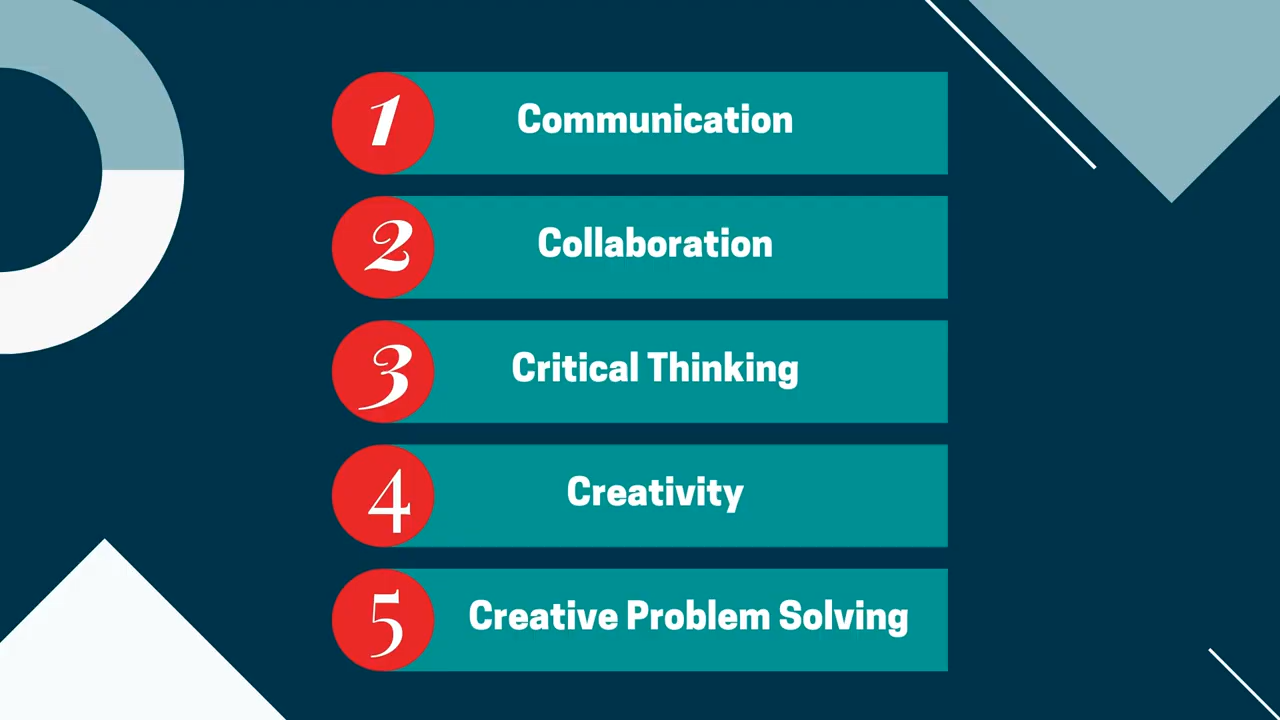 1 Communication
2 Collaboration
3 Critical Thinking
4 Creativity
5 Creative Problem Solving